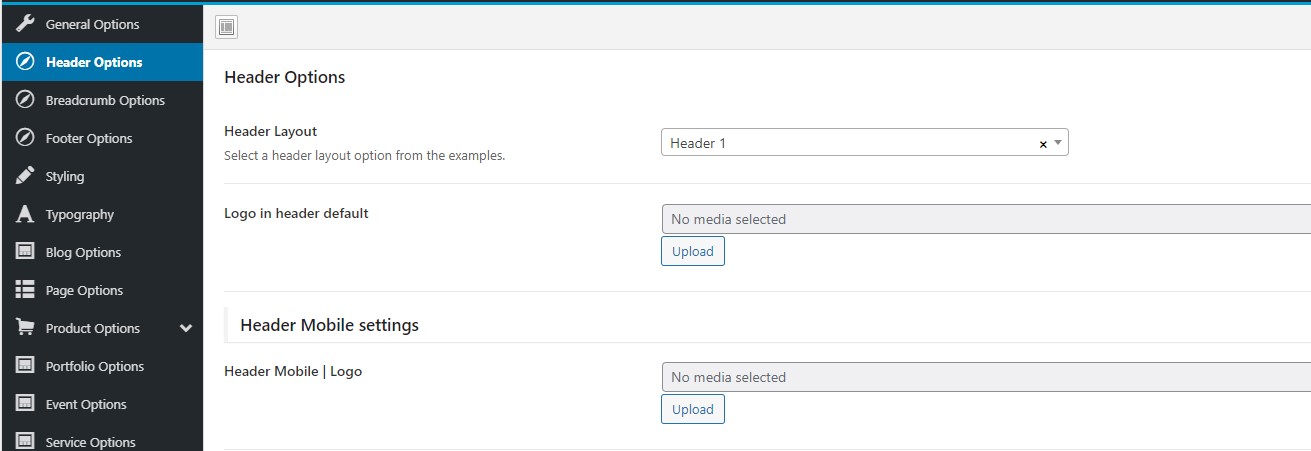 General Options
Header Options
Breadcrumb Options
Footer Options
Styling
Typography
Blog Options
Page Options
Product Options
Portfolio Options
Event Options
Service Options
Header Options
Header Layout
Select a header layout option from the examples.
Header 1 ×
Logo in header default
No media selected
Upload
Header Mobile settings
Header Mobile | Logo
No media selected
Upload